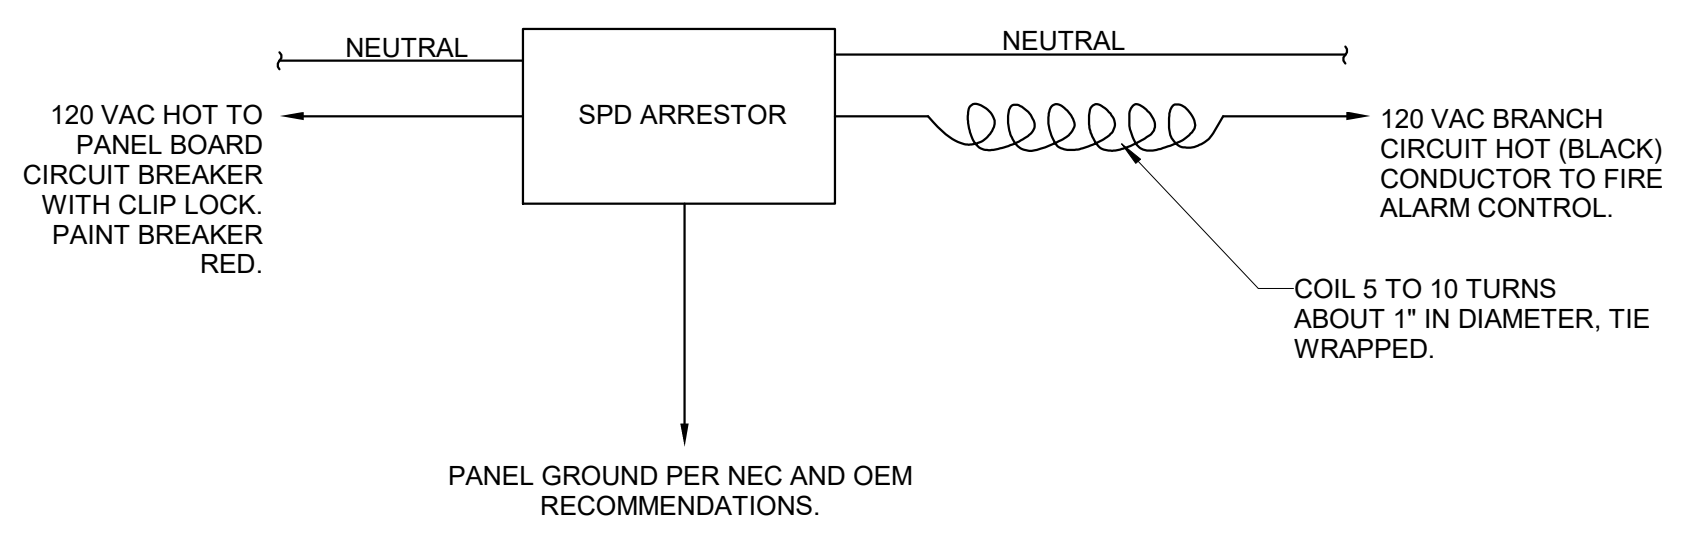 NEUTRAL
NEUTRAL
120 VAC HOT TO
PANEL BOARD
CIRCUIT BREAKER
WITH CLIP LOCK.
PAINT BREAKER
RED.
SPD ARRESTOR
120 VAC BRANCH
CIRCUIT HOT (BLACK)
CONDUCTOR TO FIRE
ALARM CONTROL.
COIL 5 TO 10 TURNS
ABOUT 1" IN DIAMETER, TIE
WRAPPED.
PANEL GROUND PER NEC AND OEM
RECOMMENDATIONS.